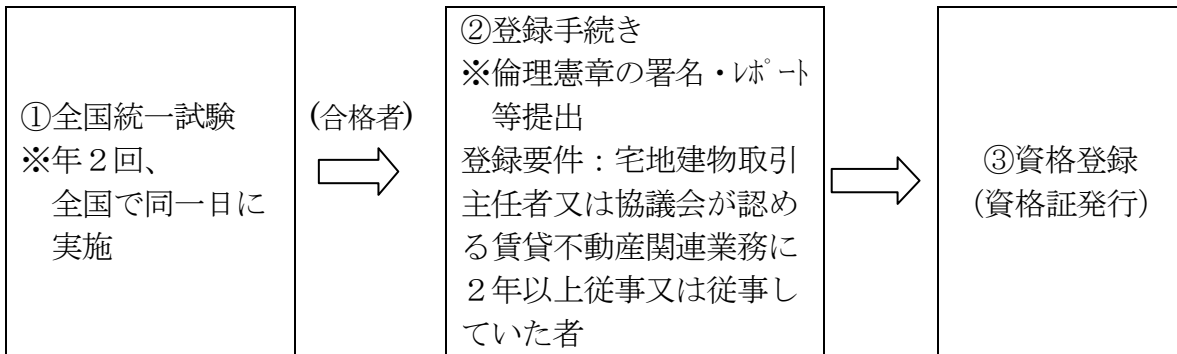 ①全国統一試験
※年２回、
全国で同一日に
実施
(合格者)
②登録手続き
※倫理憲章の署名・ﾚﾎﾟｰﾄ
等提出
登録要件：宅地建物取引
主任者又は協議会が認め
る賃貸不動産関連業務に
２年以上従事又は従事し
ていた者
③資格登録
(資格証発行)